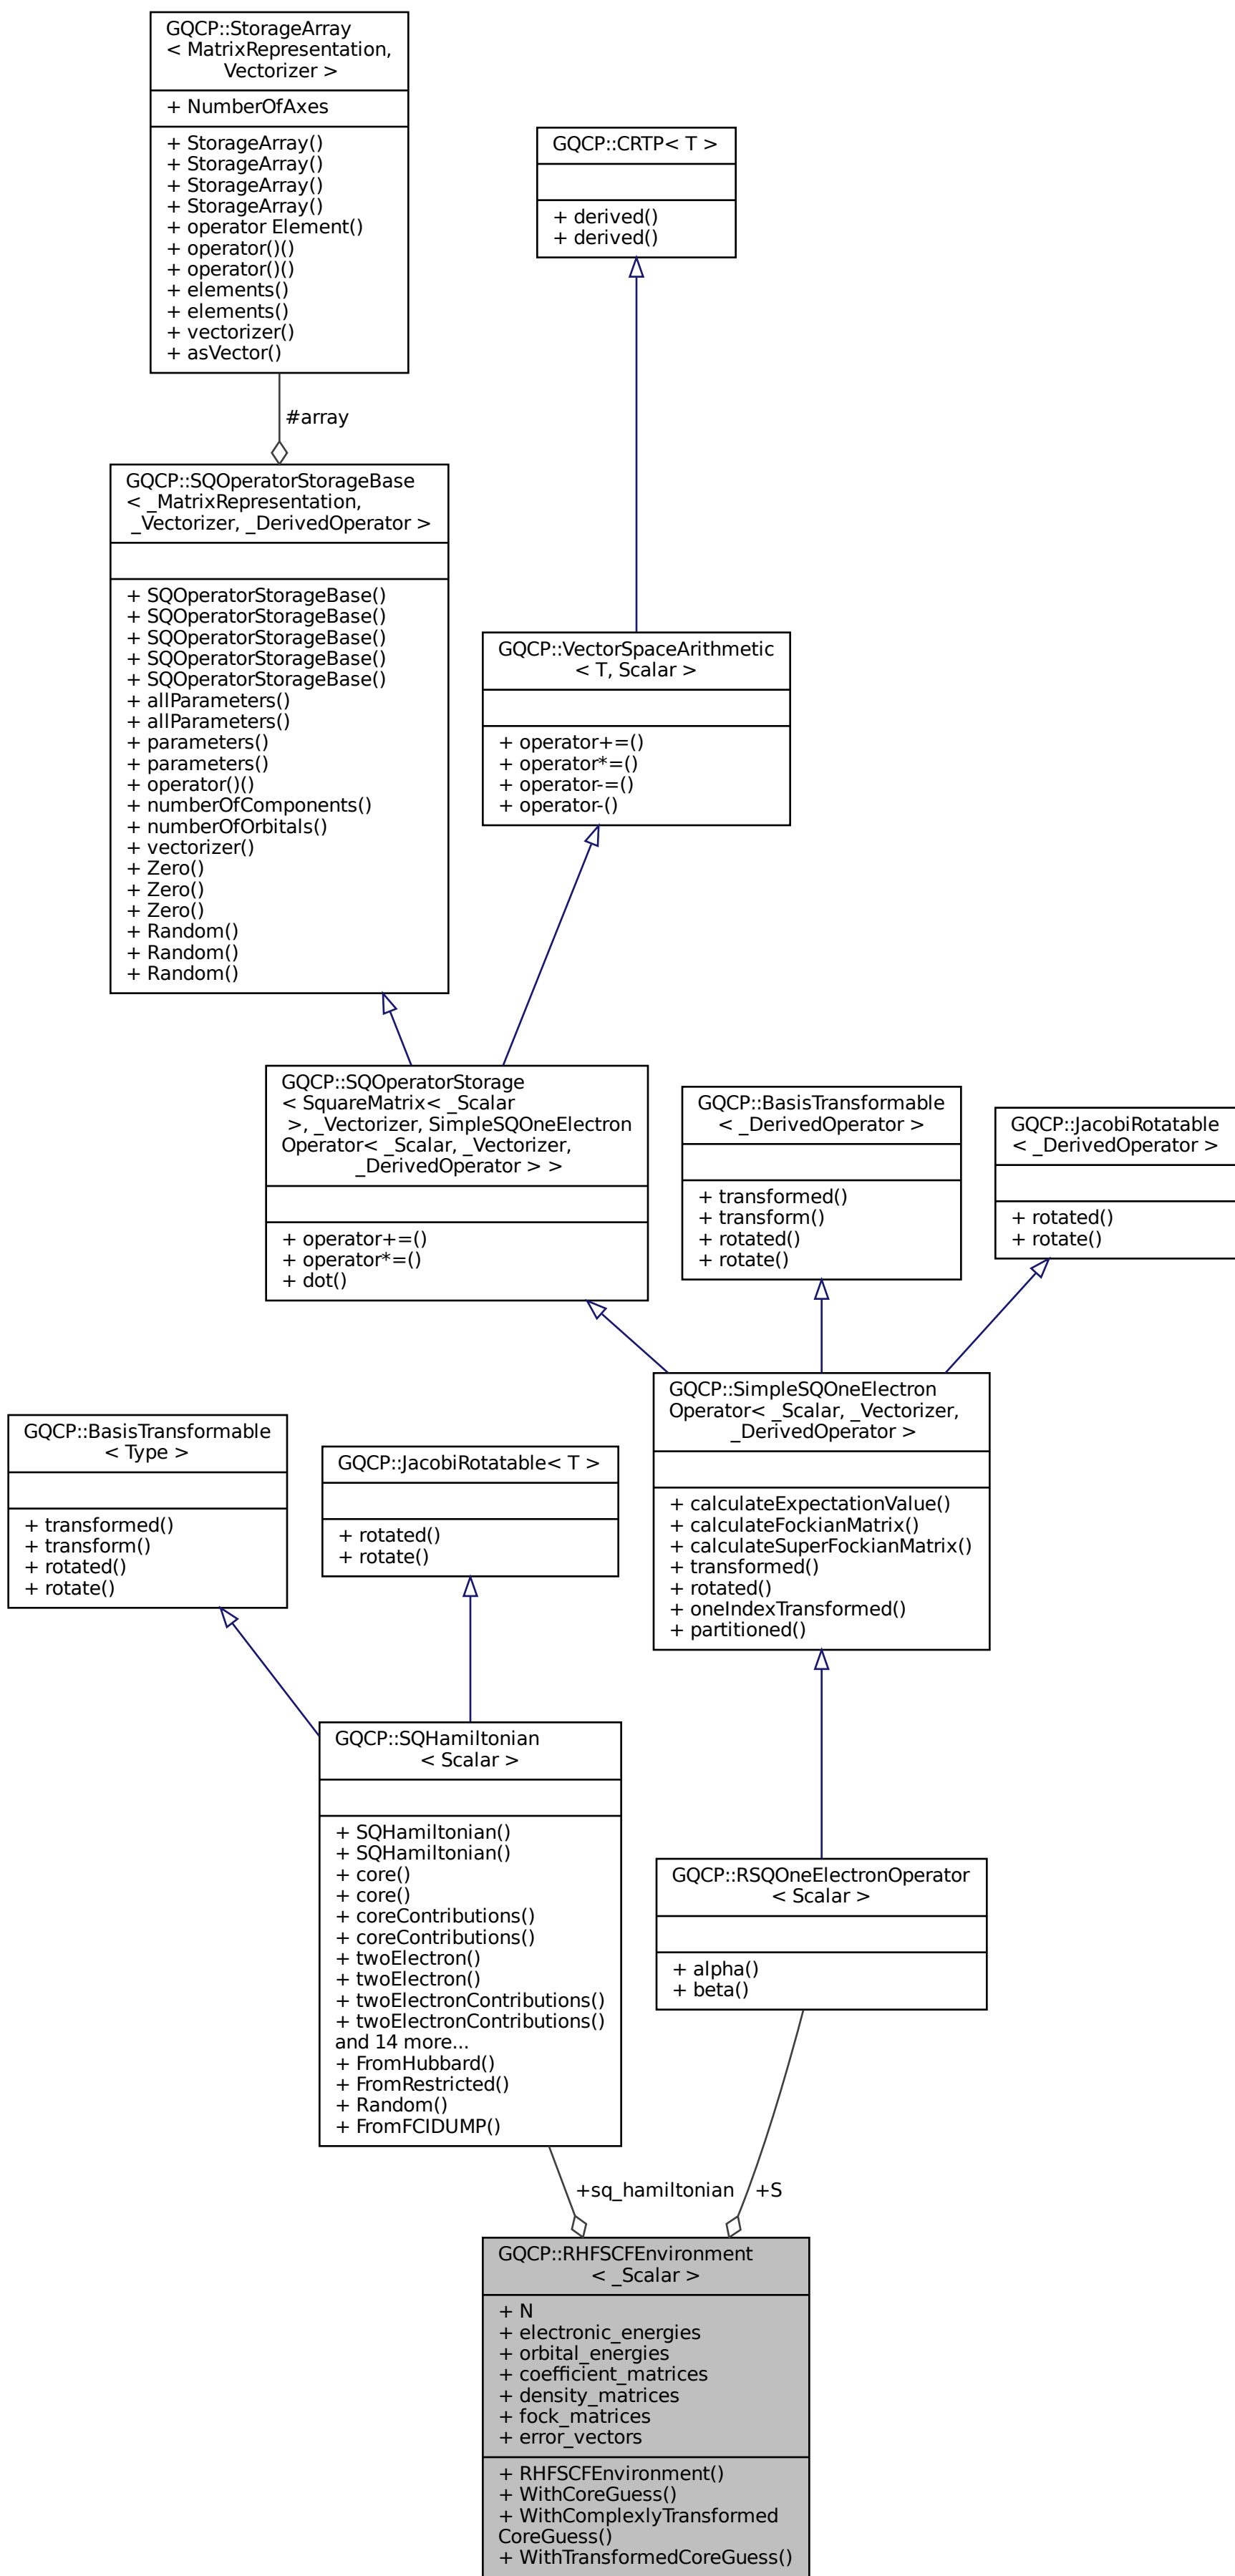 GQCP::StorageArray
< MatrixRepresentation,
Vectorizer >
+ NumberOfAxes
+ StorageArray()
+ StorageArray()
+ StorageArray()
+ StorageArray()
+ operator Element()
+ operator()()
+ operator()()
+ elements()
+ elements()
+ vectorizer()
+ asVector()
GQCP::CRTP< T >
+ derived()
+ derived()
#array
GQCP::SQOperatorStorageBase
< _MatrixRepresentation,
_Vectorizer, _DerivedOperator >
+ SQOperatorStorageBase()
+ SQOperatorStorageBase()
+ SQOperatorStorageBase()
+ SQOperatorStorageBase()
+ SQOperatorStorageBase()
+ allParameters()
+ allParameters()
+ parameters()
+ parameters()
+ operator()()
+ numberOfComponents()
+ numberOfOrbitals()
+ vectorizer()
+ Zero()
+ Zero()
+ Zero()
+ Random()
+ Random()
+ Random()
GQCP::VectorSpaceArithmetic
< T, Scalar >
+ operator+=()
+ operator*=()
+ operator-=()
+ operator-()
GQCP::SQOperatorStorage
< SquareMatrix< _Scalar
>, _Vectorizer, SimpleSQOneElectron
Operator< _Scalar, _Vectorizer,
_DerivedOperator > >
+ operator+=()
+ operator*=()
+ dot()
GQCP::BasisTransformable
< _DerivedOperator >
+ transformed()
+ transform()
+ rotated()
+ rotate()
GQCP::JacobiRotatable
< _DerivedOperator >
+ rotated()
+ rotate()
GQCP::SimpleSQOneElectron
Operator< _Scalar, _Vectorizer,
_DerivedOperator >
+ calculateExpectationValue()
+ calculateFockianMatrix()
+ calculateSuperFockianMatrix()
+ transformed()
+ rotated()
+ oneIndexTransformed()
+ partitioned()
GQCP::BasisTransformable
< Type >
+ transformed()
+ transform()
+ rotated()
+ rotate()
GQCP::JacobiRotatable< T >
+ rotated()
+ rotate()
GQCP::SQHamiltonian
< Scalar >
+ SQHamiltonian()
+ SQHamiltonian()
+ core()
+ core()
+ coreContributions()
+ coreContributions()
+ twoElectron()
+ twoElectron()
+ twoElectronContributions()
+ twoElectronContributions()
and 14 more...
+ FromHubbard()
+ FromRestricted()
+ Random()
+ FromFCIDUMP()
GQCP::RSQOneElectronOperator
< Scalar >
+ alpha()
+ beta()
+sq_hamiltonian
+S
GQCP::RHFSCFEnvironment
< _Scalar >
+ N
+ electronic_energies
+ orbital_energies
+ coefficient_matrices
+ density_matrices
+ fock_matrices
+ error_vectors
+ RHFSCFEnvironment()
+ WithCoreGuess()
+ WithComplexlyTransformed
CoreGuess()
+ WithTransformedCoreGuess()